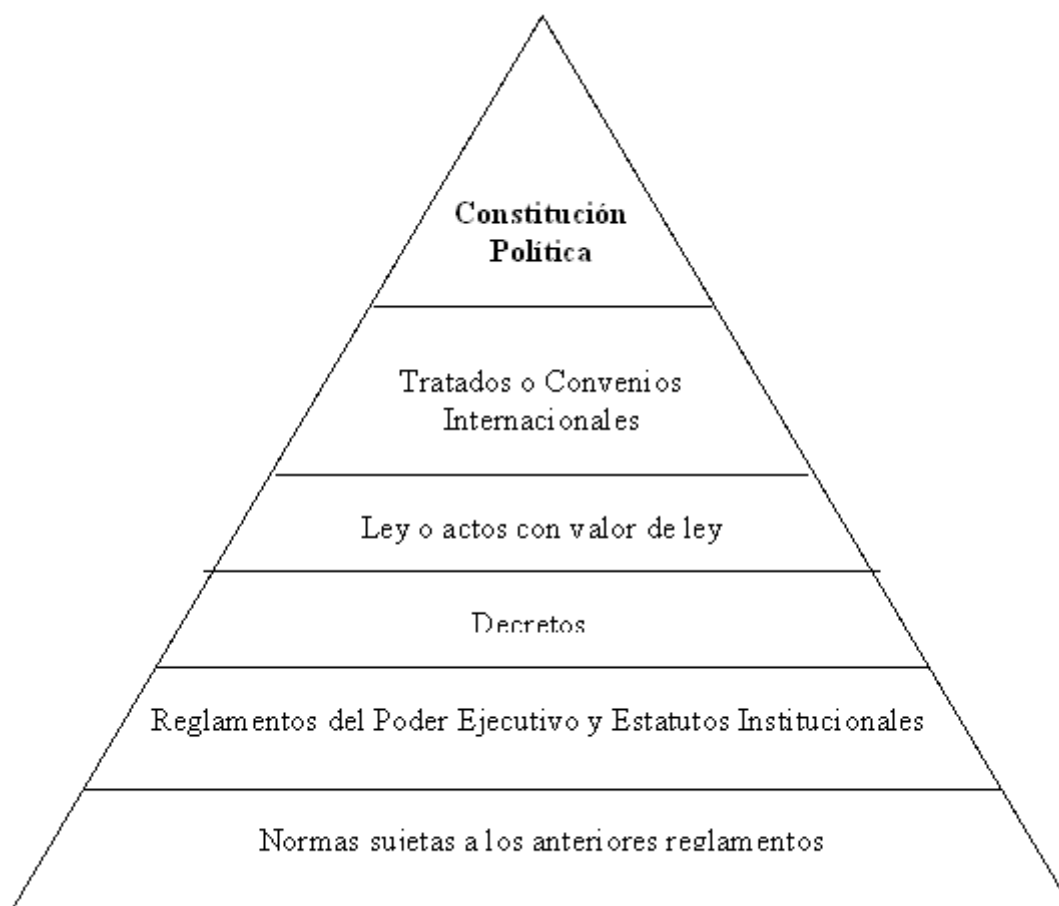 Constitución
Política
Tratados o Convenios
Internacionales
Ley o actos con valor de ley
Decretos
Reglamentos del Poder Ejecutivo y Estatutos Institucionales
Normas sujetas a los anteriores reglamentos